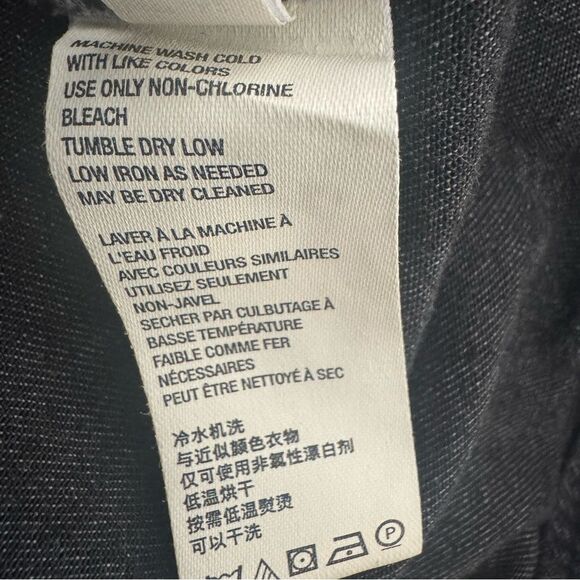 MACHINE WASH COLD
WITH LIKE COLORS
USE ONLY NON-CHLORINE
BLEACH
TUMBLE DRY LOW
LOW IRON AS NEEDED
MAY BE DRY CLEANED
LAVER À LA MACHINE À
L'EAU FROID
AVEC COULEURS SIMILAIRES
UTILISEZ SEULEMENT
NON-JAVEL
SECHER PAR CULBUTAGE À
BASSE TEMPÉRATURE
FAIBLE COMME FER
NÉCESSAIRES
PEUT ÊTRE NETTOYÉ À SEC
冷水机洗
与近似颜色衣物
仅可使用非氧性漂白剂
低温烘干
按需低温熨烫
可以干洗
P